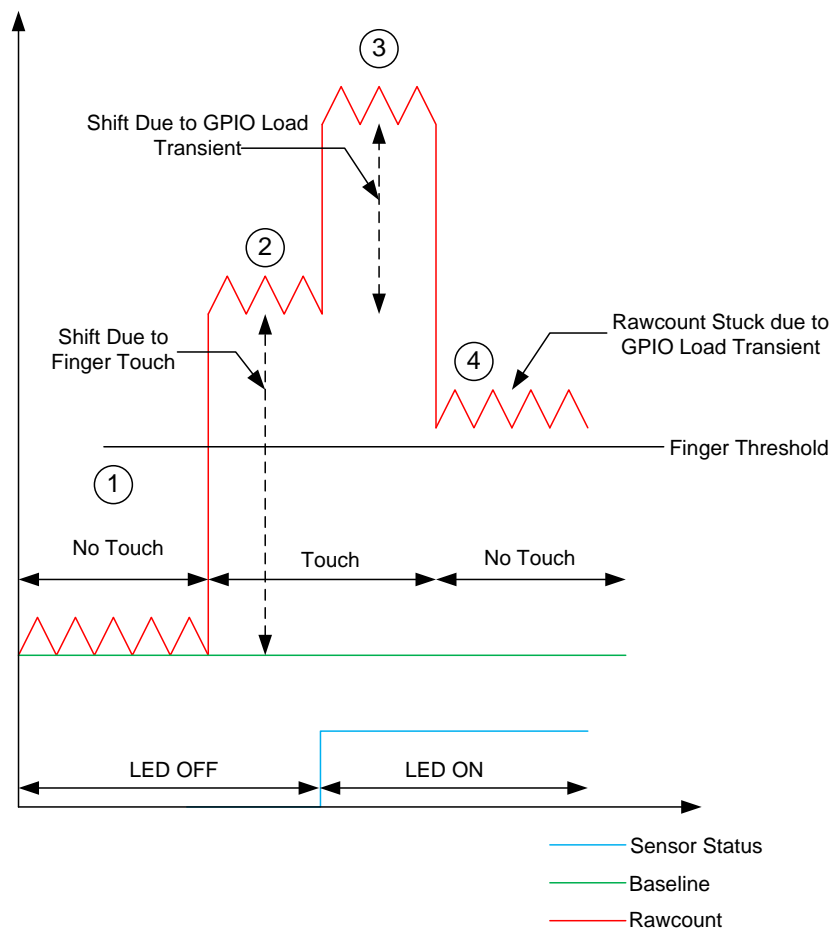 3
Shift Due to GPIO Load
Transient
2
Shift Due to
Finger Touch
Rawcount Stuck due to
GPIO Load Transient
4
Finger Threshold
1
No Touch
Touch
No Touch
LED OFF
LED ON
Sensor Status
Baseline
Rawcount